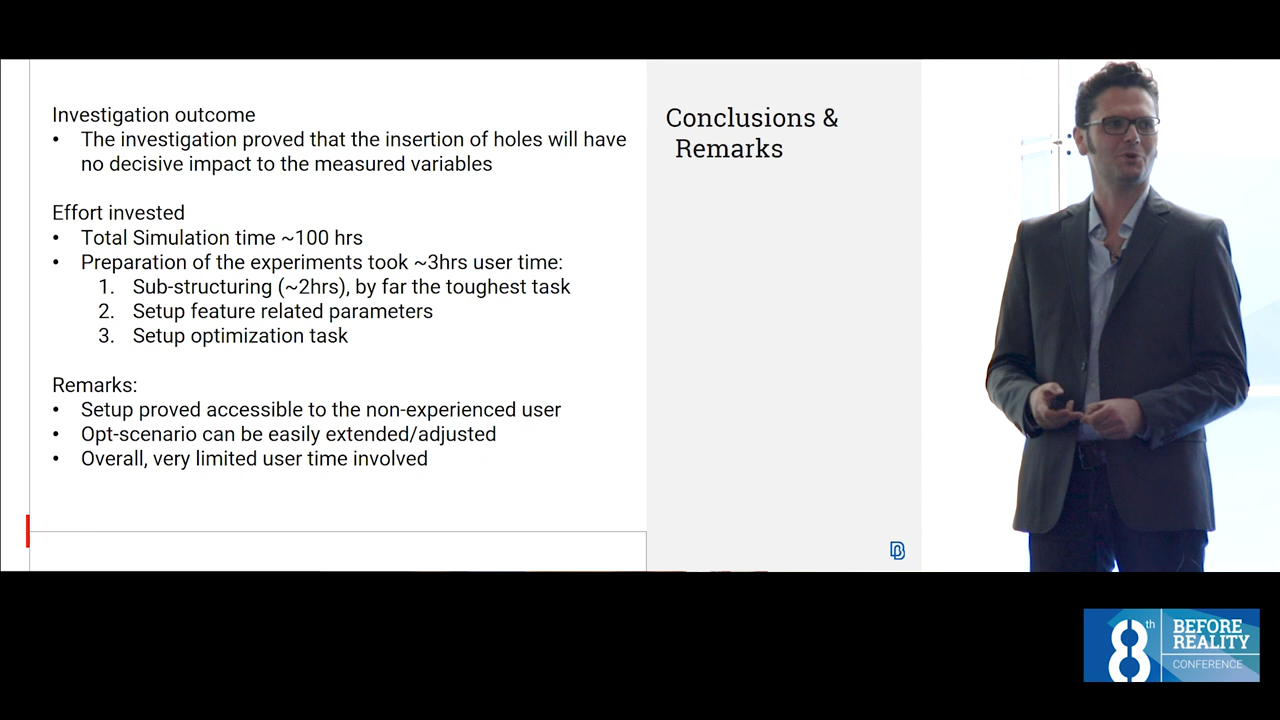 Investigation outcome
• The investigation proved that the insertion of holes will have
no decisive impact to the measured variables
Effort invested
• Total Simulation time ~100 hrs
• Preparation of the experiments took ~3hrs user time:
1. Sub-structuring (~2hrs), by far the toughest task
2. Setup feature related parameters
3. Setup optimization task
Remarks:
• Setup proved accessible to the non-experienced user
• Opt-scenario can be easily extended/adjusted
• Overall, very limited user time involved
Conclusions &
Remarks
8th
BEFORE
REALITY
CONFERENCE